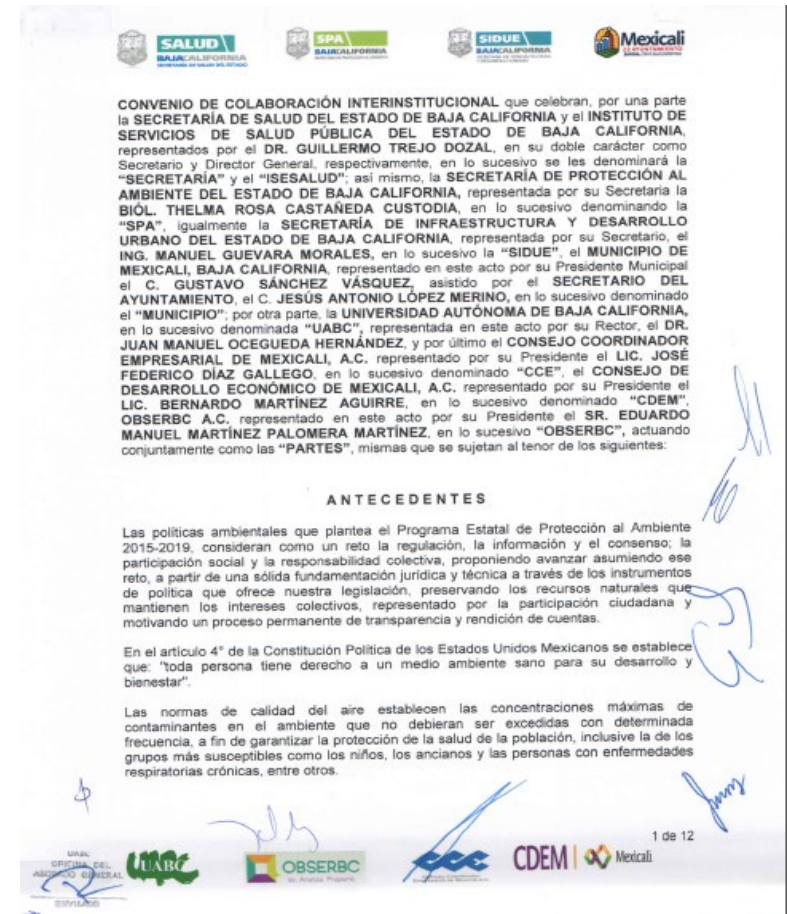 SALUD
BAJACALIFORNIA
SECRETARÍA DE SALUD DEL ESTADO
SPA
BAJACALIFORNIA
SIDUE
BAJACALIFORNIA
Mexicali
CONVENIO DE COLABORACIÓN INTERINSTITUCIONAL que celebran, por una parte
la SECRETARÍA DE SALUD DEL ESTADO DE BAJA CALIFORNIA y el INSTITUTO DE
SERVICIOS DE SALUD PÚBLICA DEL ESTADO DE BAJA CALIFORNIA,
representados por el DR. GUILLERMO TREJO DOZAL, en su doble carácter como
Secretario y Director General, respectivamente, en lo sucesivo se les denominará la
“SECRETARÍA” y el “ISESALUD”; así mismo, la SECRETARÍA DE PROTECCIÓN AL
AMBIENTE DEL ESTADO DE BAJA CALIFORNIA, representada por su Secretaria la
BIÓL. THELMA ROSA CASTAÑEDA CUSTODIA, en lo sucesivo denominando la
“SPA”, igualmente la SECRETARÍA DE INFRAESTRUCTURA Y DESARROLLO
URBANO DEL ESTADO DE BAJA CALIFORNIA, representada por su Secretario, el
ING. MANUEL GUEVARA MORALES, en lo sucesivo la “SIDUE”, el MUNICIPIO DE
MEXICALI, BAJA CALIFORNIA, representado en este acto por su Presidente Municipal
el C. GUSTAVO SÁNCHEZ VÁSQUEZ, asistido por el SECRETARIO DEL
AYUNTAMIENTO, el C. JESÚS ANTONIO LÓPEZ MERINO, en lo sucesivo denominado
el “MUNICIPIO”; por otra parte, la UNIVERSIDAD AUTÓNOMA DE BAJA CALIFORNIA,
en lo sucesivo denominada “UABC”, representada en este acto por su Rector, el DR.
JUAN MANUEL OCEGUEDA HERNÁNDEZ, y por último el CONSEJO COORDINADOR
EMPRESARIAL DE MEXICALI, A.C. representado por su Presidente el LIC. JOSÉ
FEDERICO DÍAZ GALLEGO, en lo sucesivo denominado “CCE”, el CONSEJO DE
DESARROLLO ECONÓMICO DE MEXICALI, A.C. representado por su Presidente el
LIC. BERNARDO MARTÍNEZ AGUIRRE, en lo sucesivo denominado “CDEM”,
OBSERBC A.C. representado en este acto por su Presidente el SR. EDUARDO
MANUEL MARTÍNEZ PALOMERA MARTÍNEZ, en lo sucesivo “OBSERBC”, actuando
conjuntamente como las “PARTES”, mismas que se sujetan al tenor de los siguientes:
ANTECEDENTES
Las políticas ambientales que plantea el Programa Estatal de Protección al Ambiente
2015-2019, consideran como un reto la regulación, la información y el consenso; la
participación social y la responsabilidad colectiva, proponiendo avanzar asumiendo ese
reto, a partir de una sólida fundamentación jurídica y técnica a través de los instrumentos
de política que ofrece nuestra legislación, preservando los recursos naturales que
mantienen los intereses colectivos, representado por la participación ciudadana y
motivando un proceso permanente de transparencia y rendición de cuentas.
En el artículo 4° de la Constitución Política de los Estados Unidos Mexicanos se establece
que: "toda persona tiene derecho a un medio ambiente sano para su desarrollo y
bienestar".
Las normas de calidad del aire establecen las concentraciones máximas de
contaminantes en el ambiente que no debieran ser excedidas con determinada
frecuencia, a fin de garantizar la protección de la salud de la población, inclusive la de los
grupos más susceptibles como los niños, los ancianos y las personas con enfermedades
respiratorias crónicas, entre otros.
1 de 12
UABC
OFICINA DEL
ABOGADO GENERAL
UABC
OBSERBC
CCC
CDEM
Mexicali